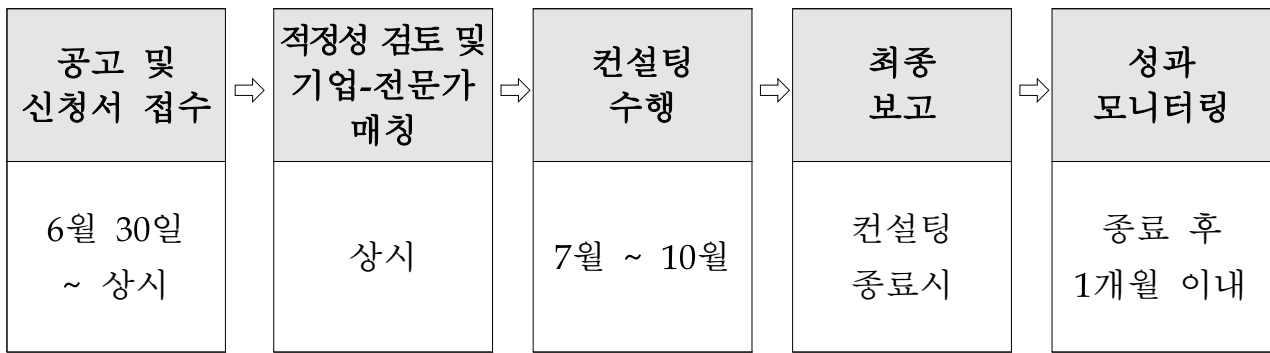 공고 및
신청서 접수
⇨
적정성 검토 및
기업-전문가
매칭
⇨
컨설팅
수행
⇨
최종
보고
⇨
성과
모니터링
6월 30일
~ 상시
상시
7월 ~ 10월
컨설팅
종료시
종료 후
1개월 이내